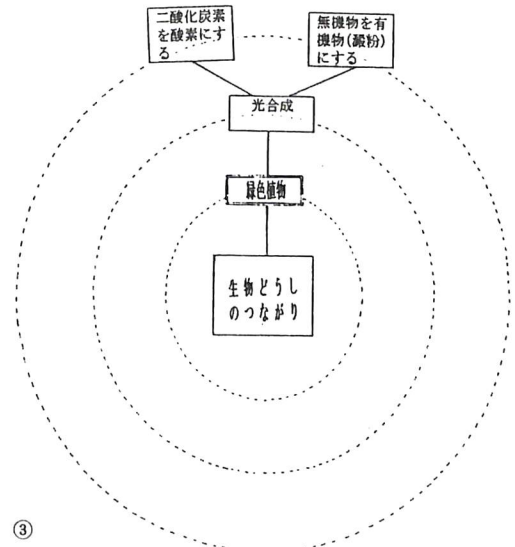 二酸化炭素
を酸素にす
る
無機物を有
機物(澱粉)
にする
光合成
緑色植物
生物どうし
のつながり
③